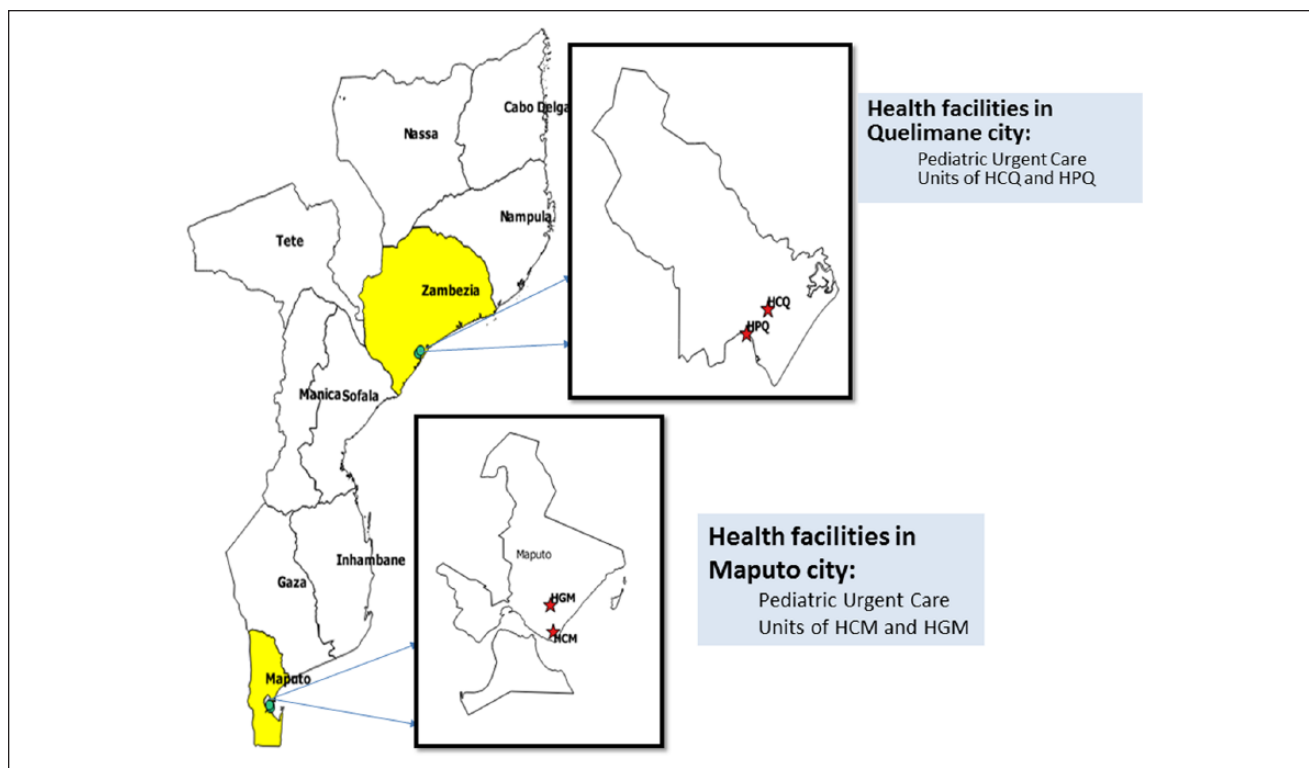 Cabo Delga
Nassa
Nampula
Tete
Zambezia
Manica Sofala
Inhambane
Gaza
Maputo
HCQ
HPQ
Health facilities in
Quelimane city:
Pediatric Urgent Care
Units of HCQ and HPQ
Maputo
HGM
HCM
Health facilities in
Maputo city:
Pediatric Urgent Care
Units of HCM and HGM